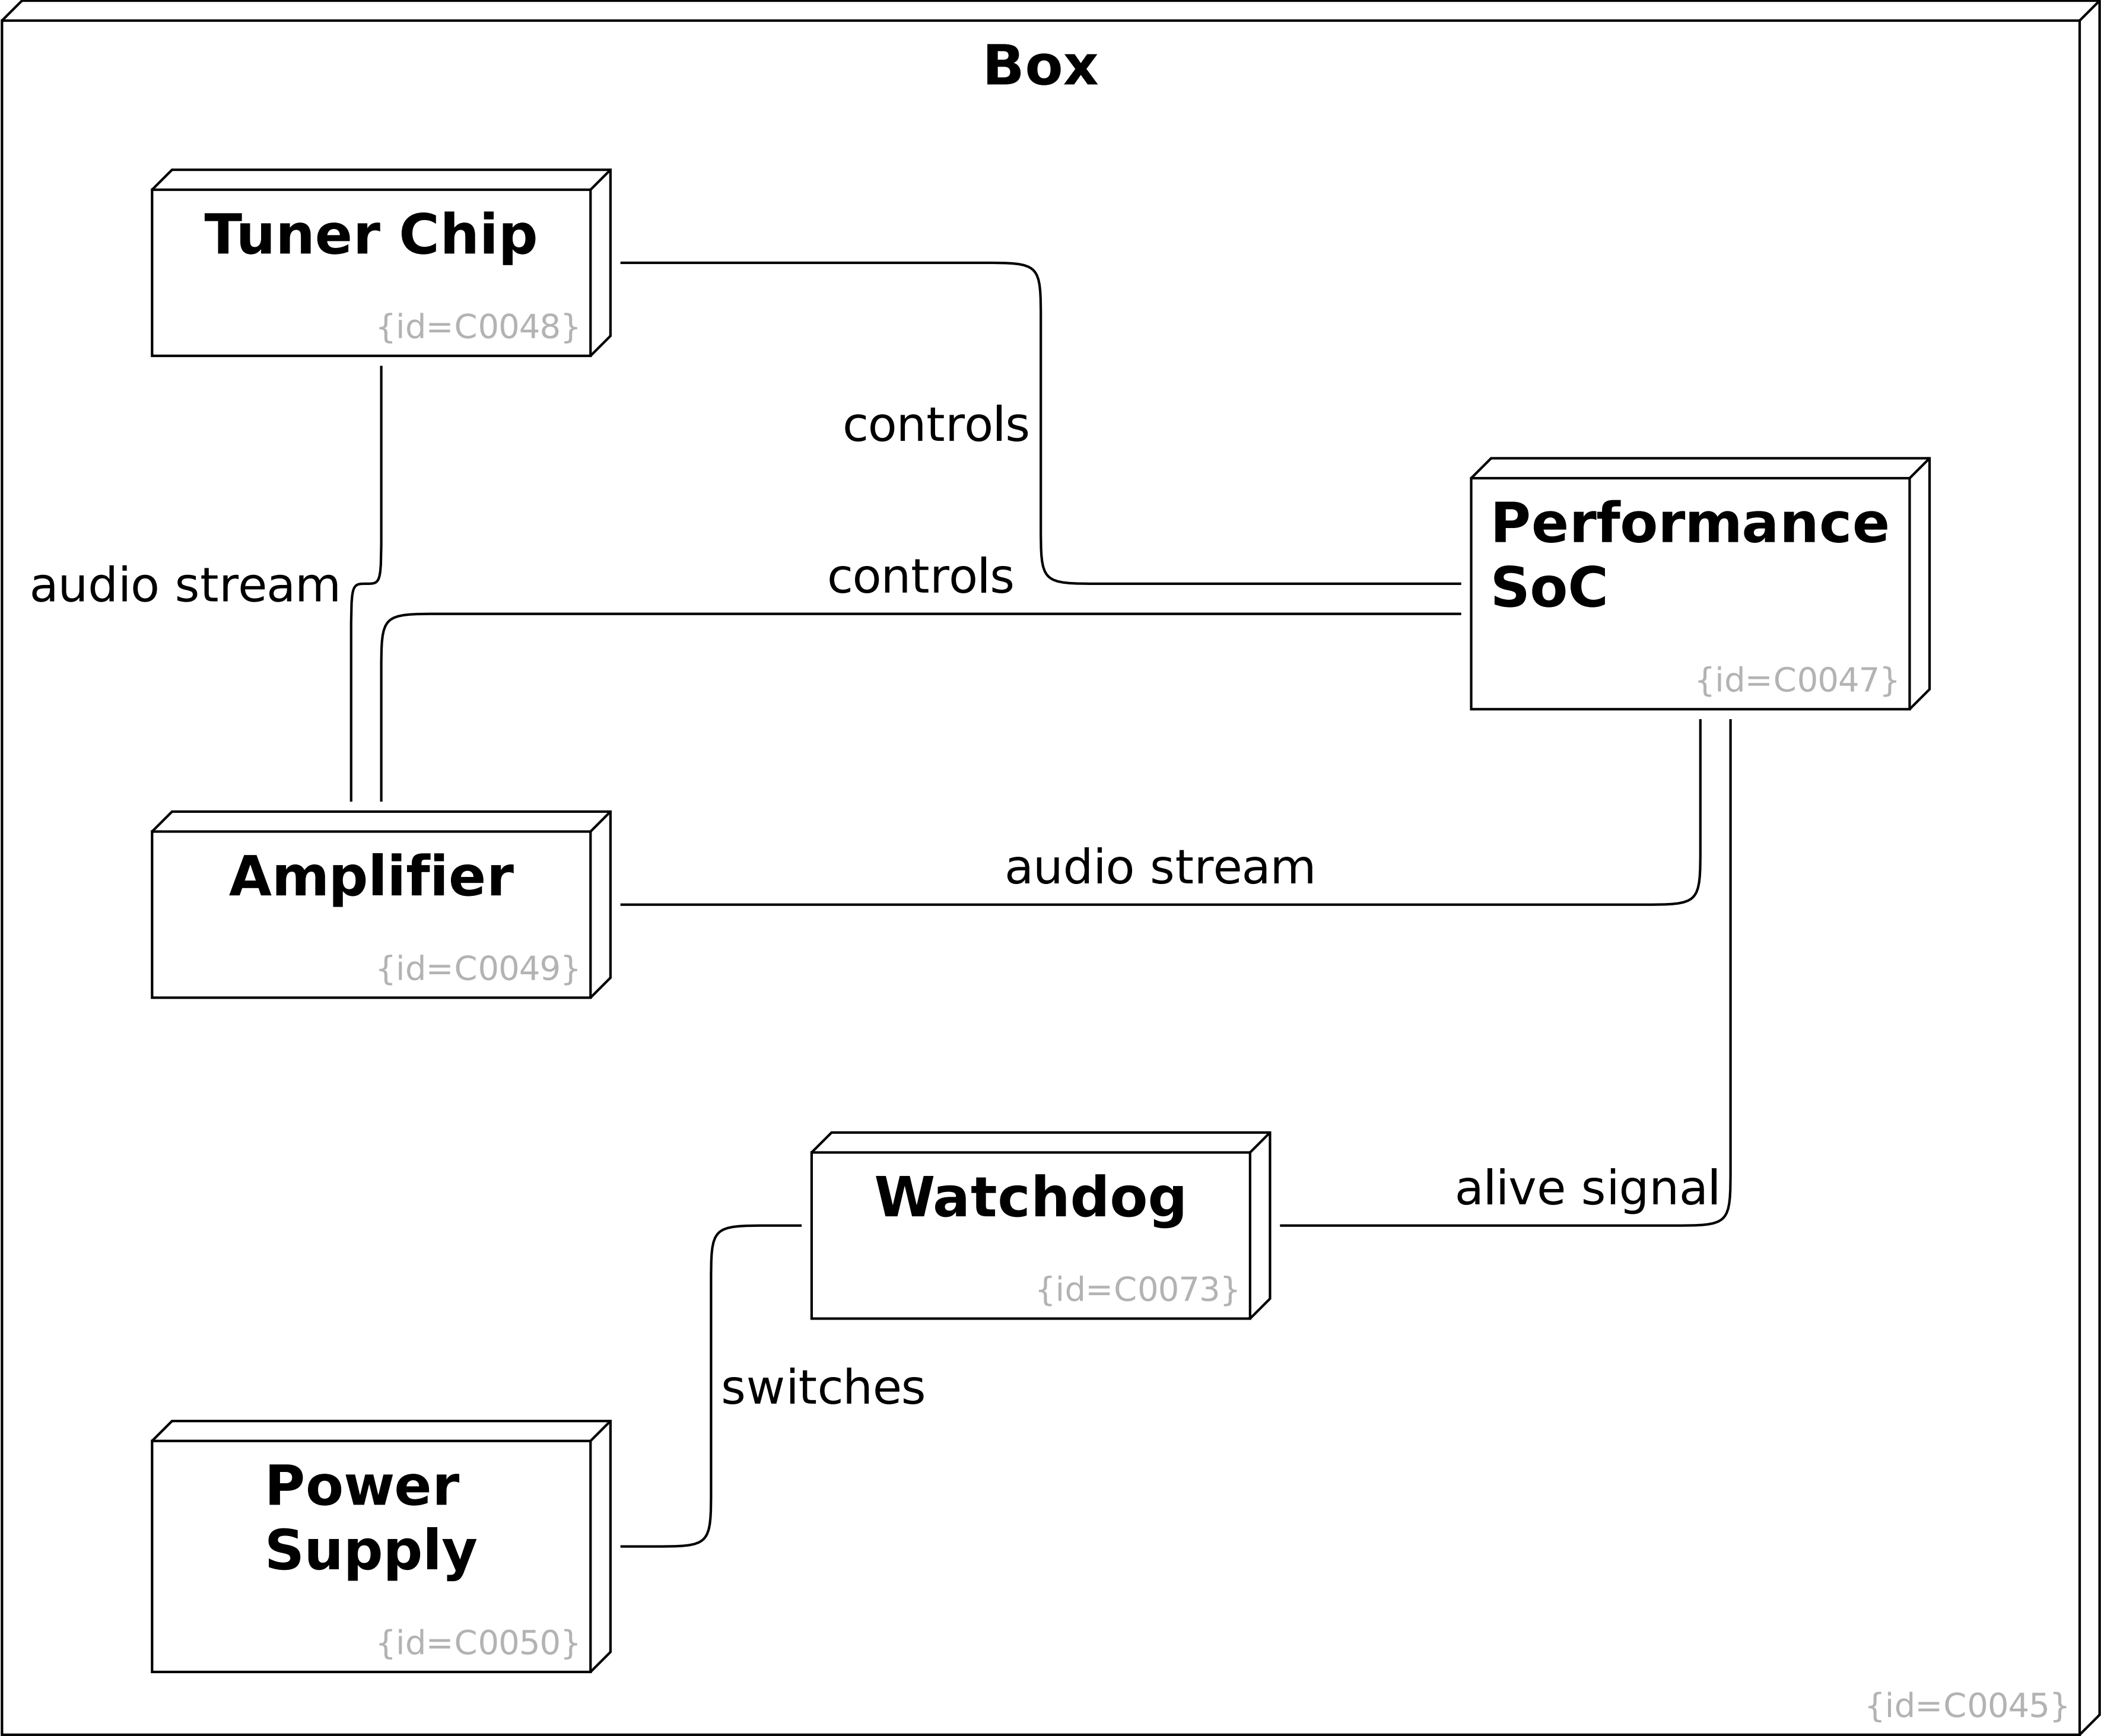 Box
Tuner Chip
{id=C0048}
controls
Performance
SoC
{id=C0047}
controls
audio stream
Amplifier
{id=C0049}
audio stream
Watchdog
{id=C0073}
alive signal
switches
Power
Supply
{id=C0050}
{id=C0045}